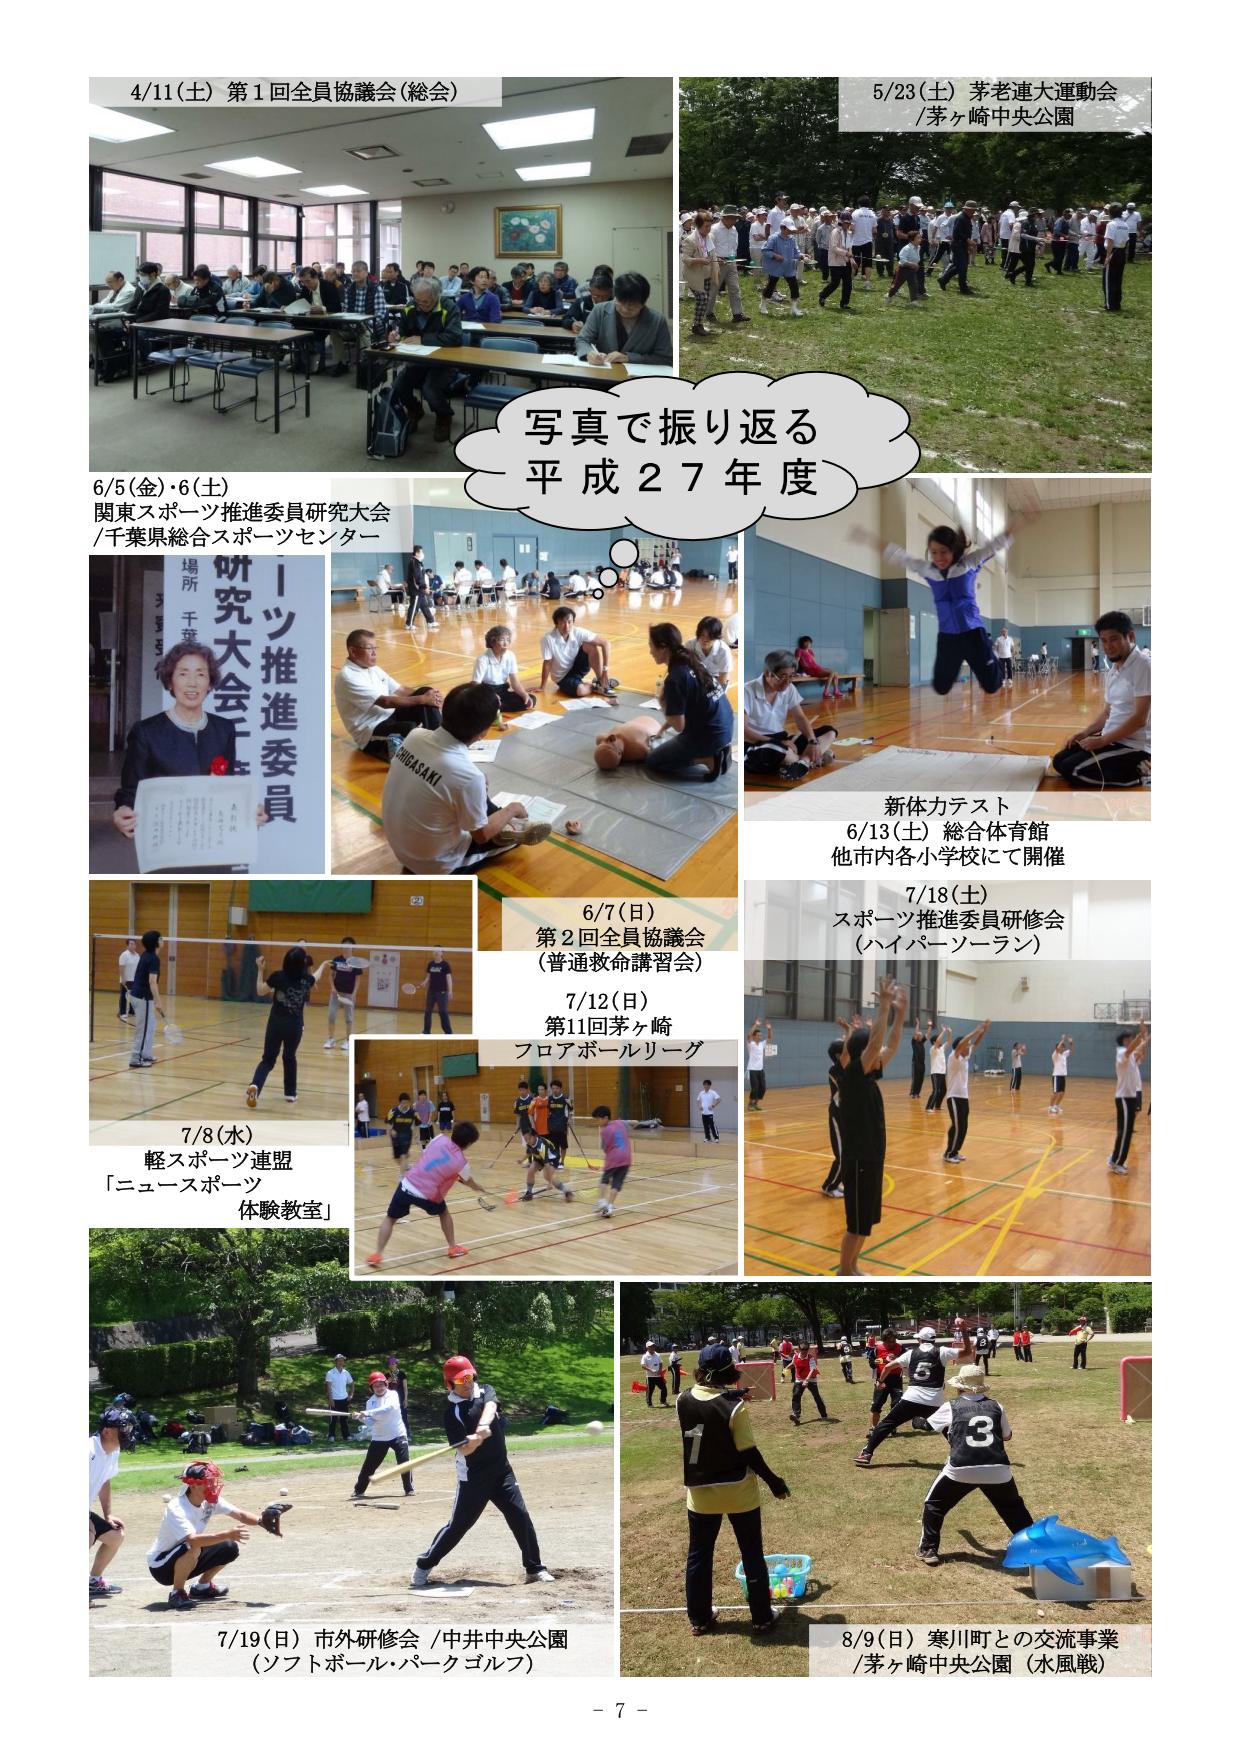 4/11(土) 第１回全員協議会(総会)
5/23(土) 茅老連大運動会
/茅ヶ崎中央公園
写真で振り返る
平成２７年度
6/5(金)・6(土)
関東スポーツ推進委員研究大会
/千葉県総合スポーツセンター
ーツ推進委員
研究大会千
場所 千葉
表彰状
CHIGASAKI
新体力テスト
6/13(土) 総合体育館
他市内各小学校にて開催
6/7(日)
第２回全員協議会
(普通救命講習会)
7/18(土)
スポーツ推進委員研修会
(ハイパーソーラン)
7/12(日)
第11回茅ヶ崎
フロアボールリーグ
②
7
7/8(水)
軽スポーツ連盟
「ニュースポーツ
体験教室」
1
5
3
7/19(日) 市外研修会 /中井中央公園
(ソフトボール・パークゴルフ)
8/9(日) 寒川町との交流事業
/茅ヶ崎中央公園 (水風戦)
- 7 -